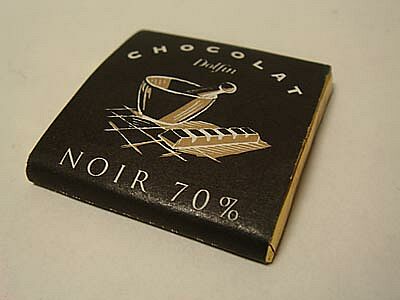 CHOCOLAT
Dolfin
NOIR 70%